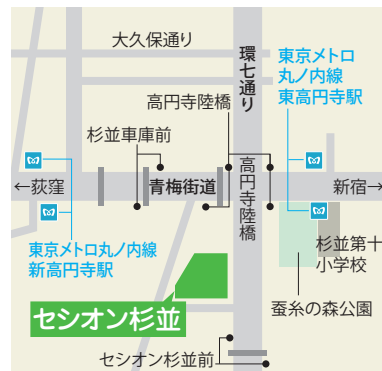 大久保通り
環七通り
東京メトロ
丸ノ内線
東高円寺駅
高円寺陸橋
杉並車庫前
←荻窪
青梅街道
高円寺陸橋
新宿→
東京メトロ丸ノ内線
新高円寺駅
杉並第十
小学校
蚕糸の森公園
セシオン杉並
セシオン杉並前